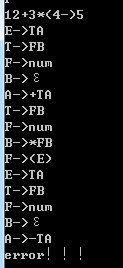 12+3*(4->5
E->TA
T->FB
F->num
B->ε
A->+TA
T->FB
F->num
B->*FB
F->(E)
E->TA
T->FB
F->num
B->ε
A->-TA
error！！！